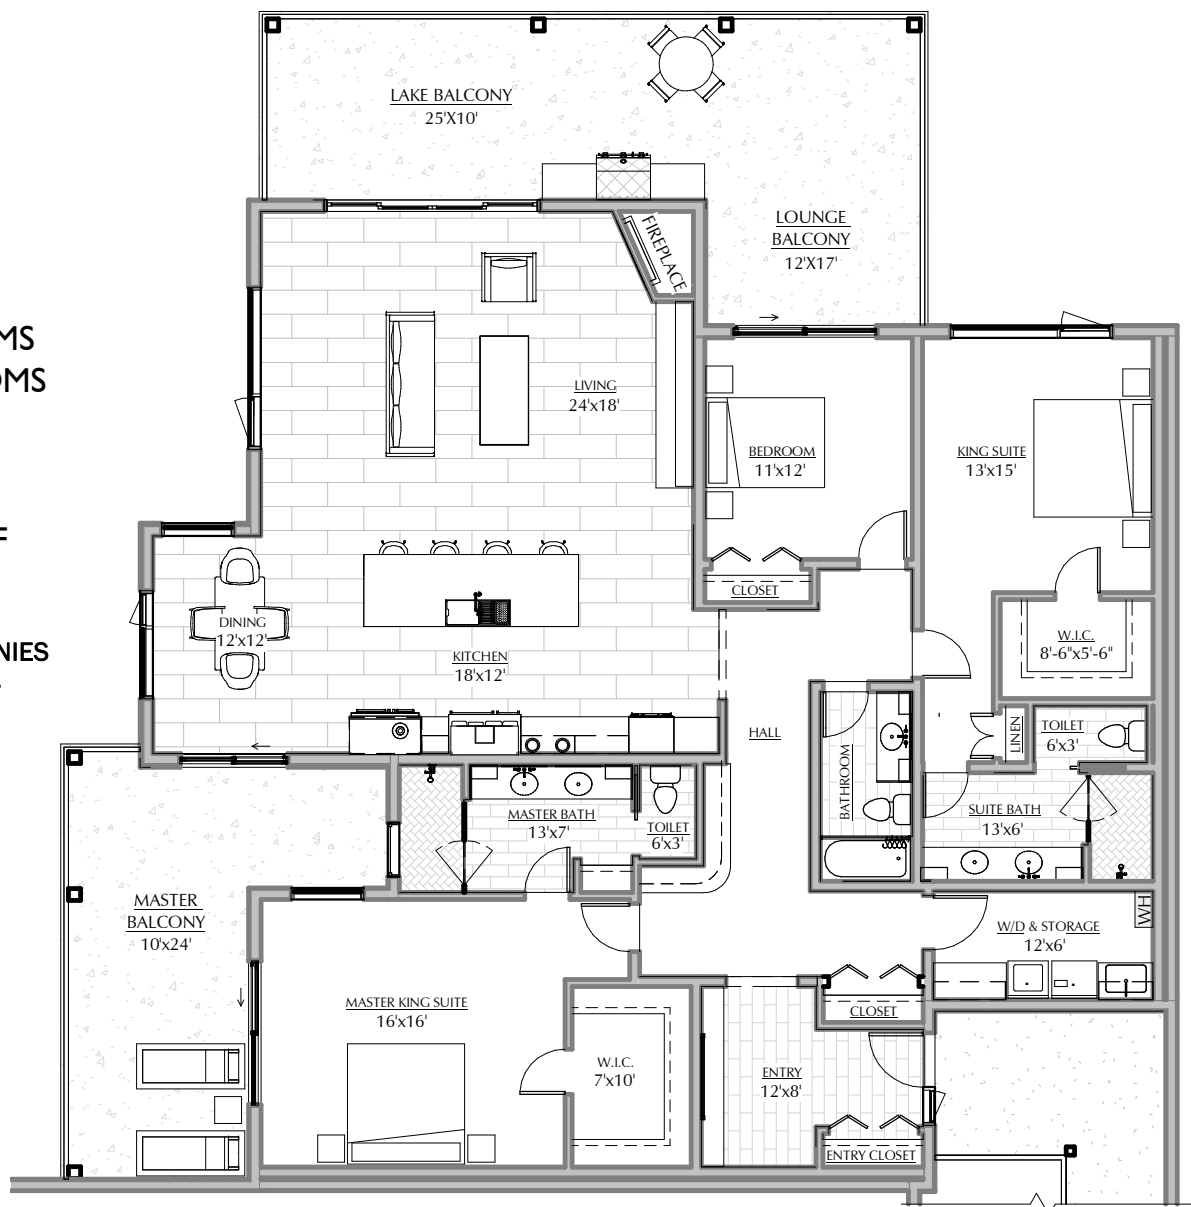 LAKE BALCONY
25'X10'
LOUNGE
BALCONY
12'X17'
FIREPLACE
LIVING
24'x18'
BEDROOM
11'x12'
KING SUITE
13'x15'
CLOSET
DINING
12'x12'
KITCHEN
18'x12'
W.I.C.
8'-6"x5'-6"
HALL
LINEN
TOILET
6'x3'
BATHROOM
SUITE BATH
13'x6'
MASTER BATH
13'x7'
TOILET
6'x3'
MASTER
BALCONY
10'x24'
W/D & STORAGE
12'x6'
WH
MASTER KING SUITE
16'x16'
CLOSET
W.I.C.
7'x10'
ENTRY
12'x8'
ENTRY CLOSET
MS
OMS
F
NIES